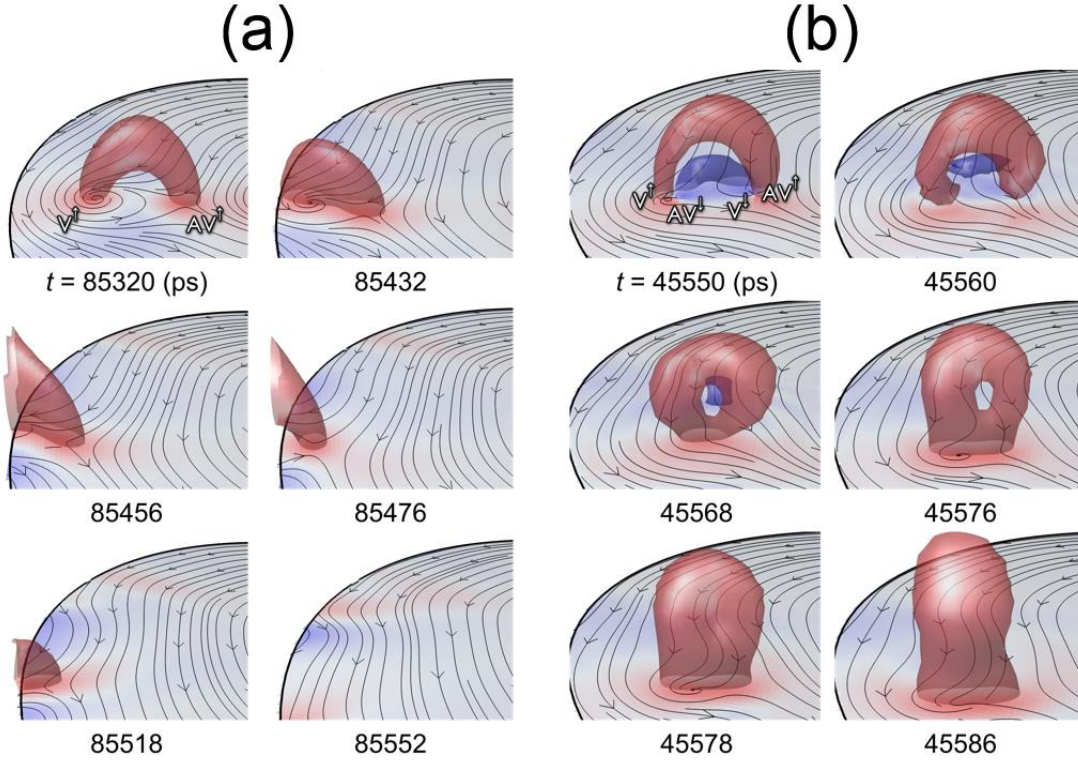 (a)
(b)
V↑
AV↑
V↑
AV↓
V↓
AV↑
t = 85320 (ps)
85432
t = 45550 (ps)
45560
85456
85476
45568
45576
85518
85552
45578
45586